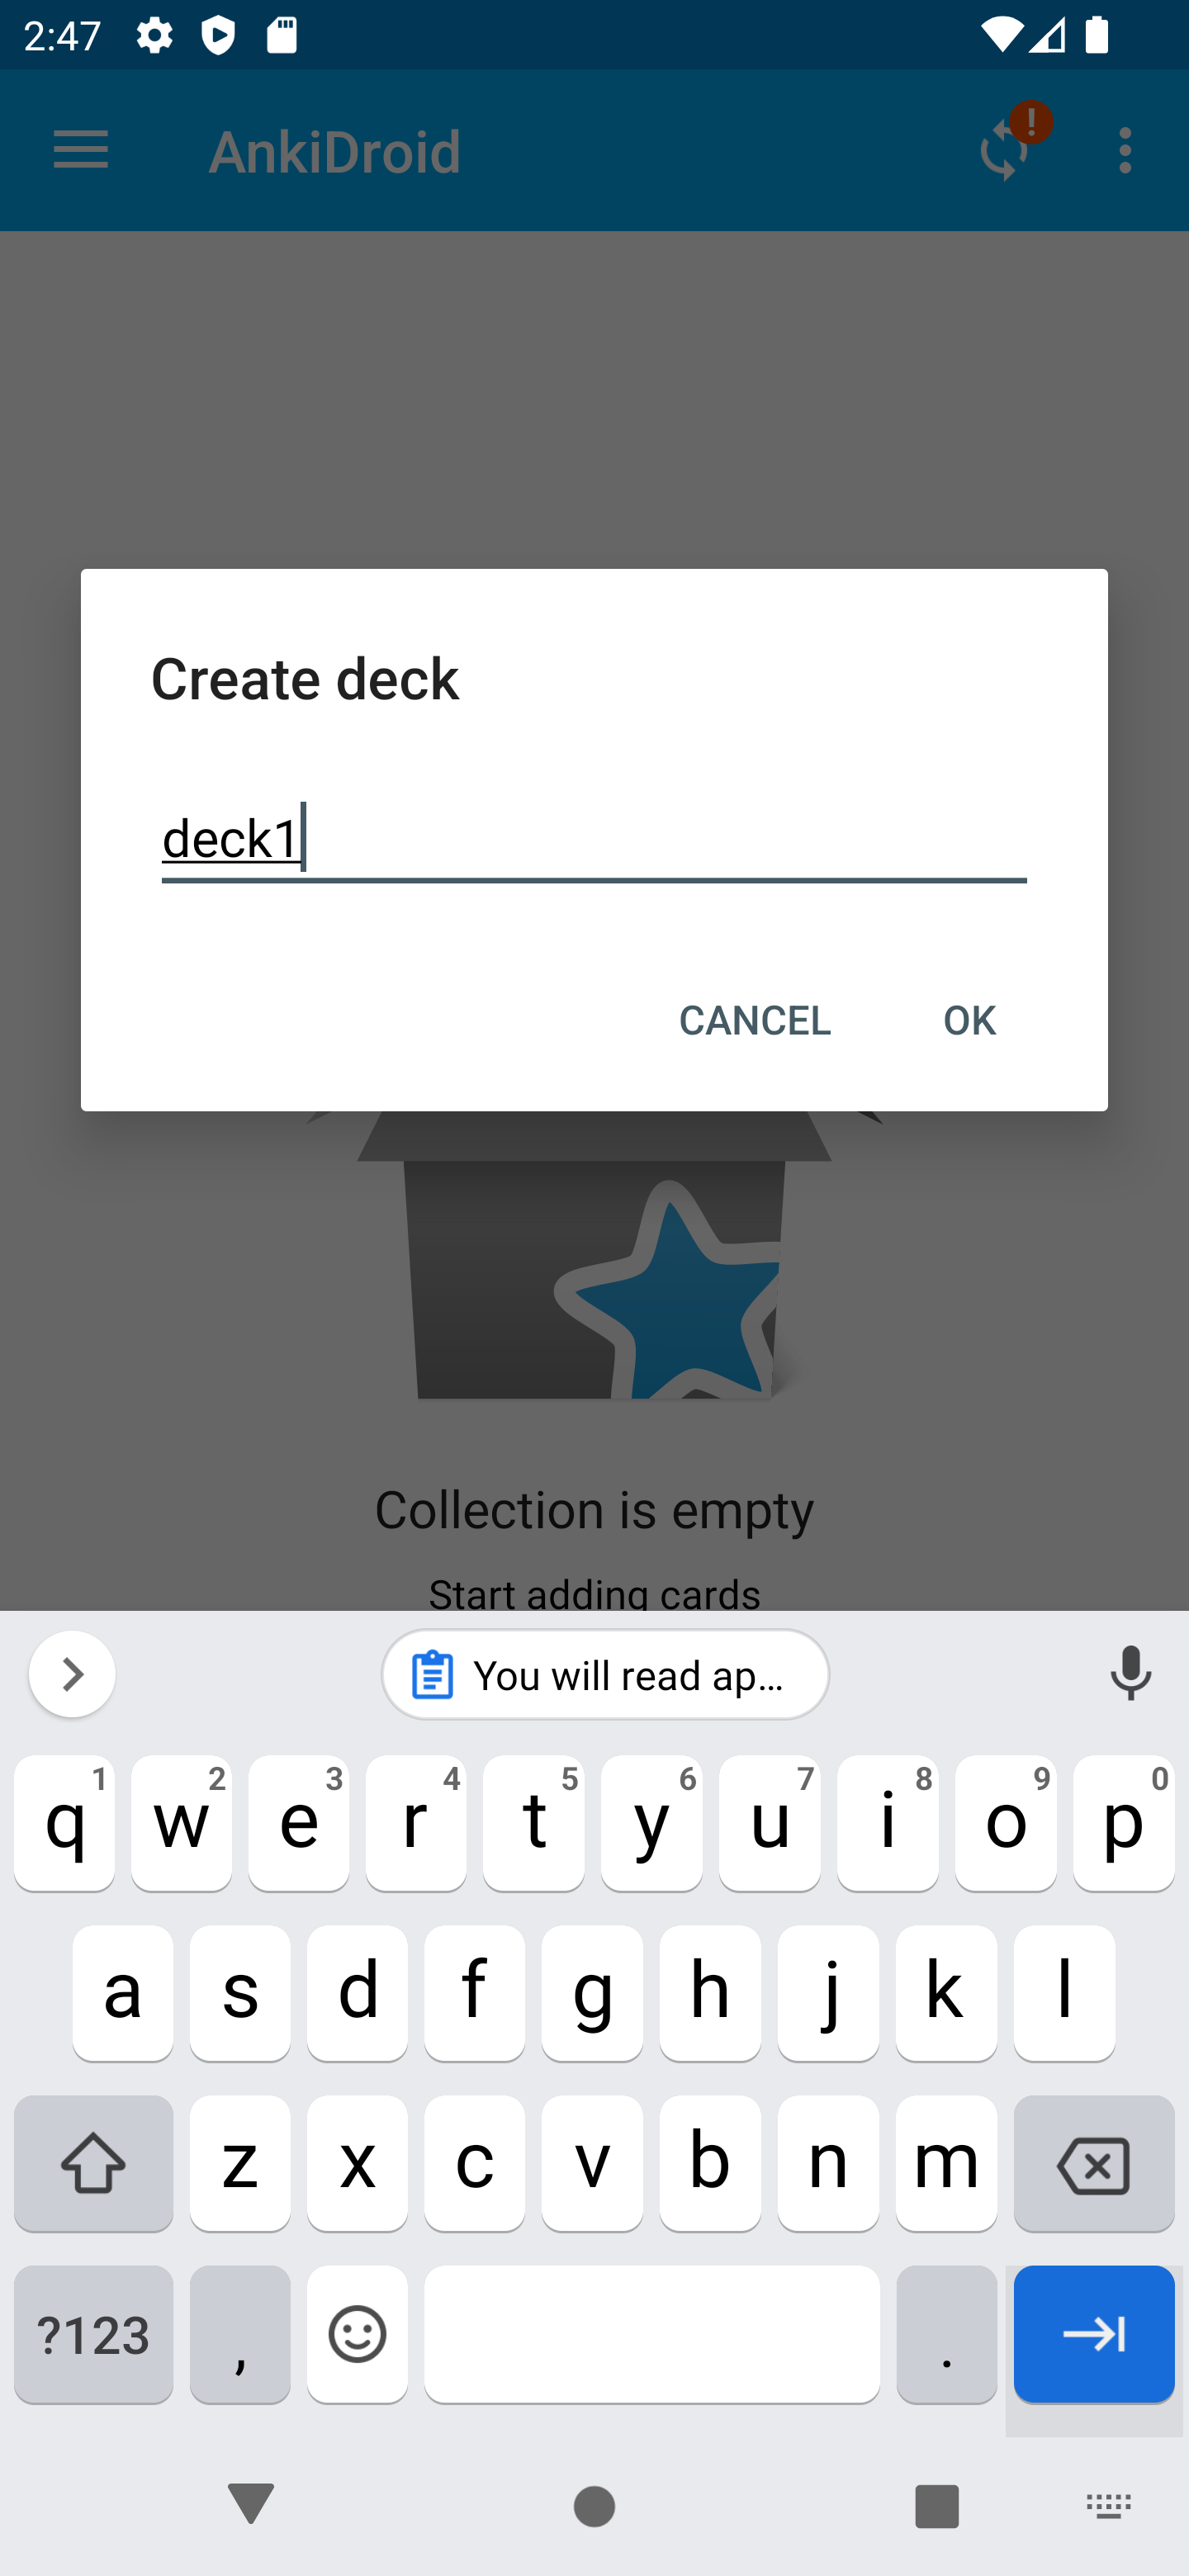 2:47
AnkiDroid
!
Create deck
deck1
CANCEL OK
Collection is empty
Start adding cards
You will read ap...
q 1 w 2 e 3 r 4 t 5 y 6 u 7 i 8 o 9 p 0
a s d f g h j k l
z x c v b n m
?123 , .